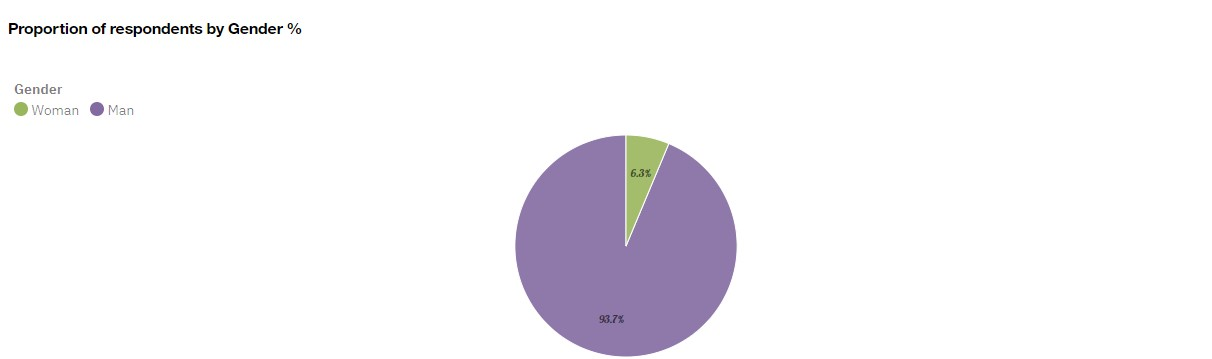 Proportion of respondents by Gender %
Gender
Woman Man
6.3%
93.7%